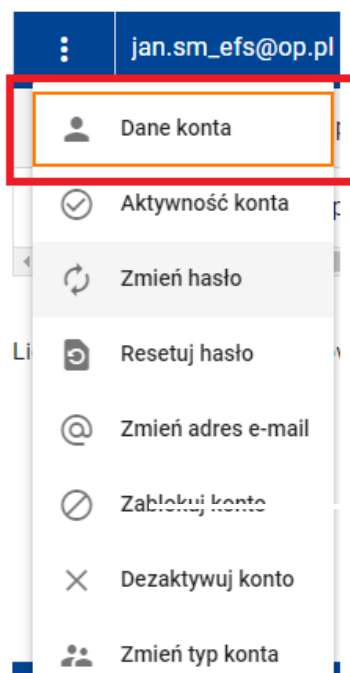 jan.sm_efs@op.pl
Dane konta
Aktywność konta
Zmień hasło
Li
Resetuj hasło
Zmień adres e-mail
Zablokuj konto
Dezaktywuj konto
Zmień typ konta